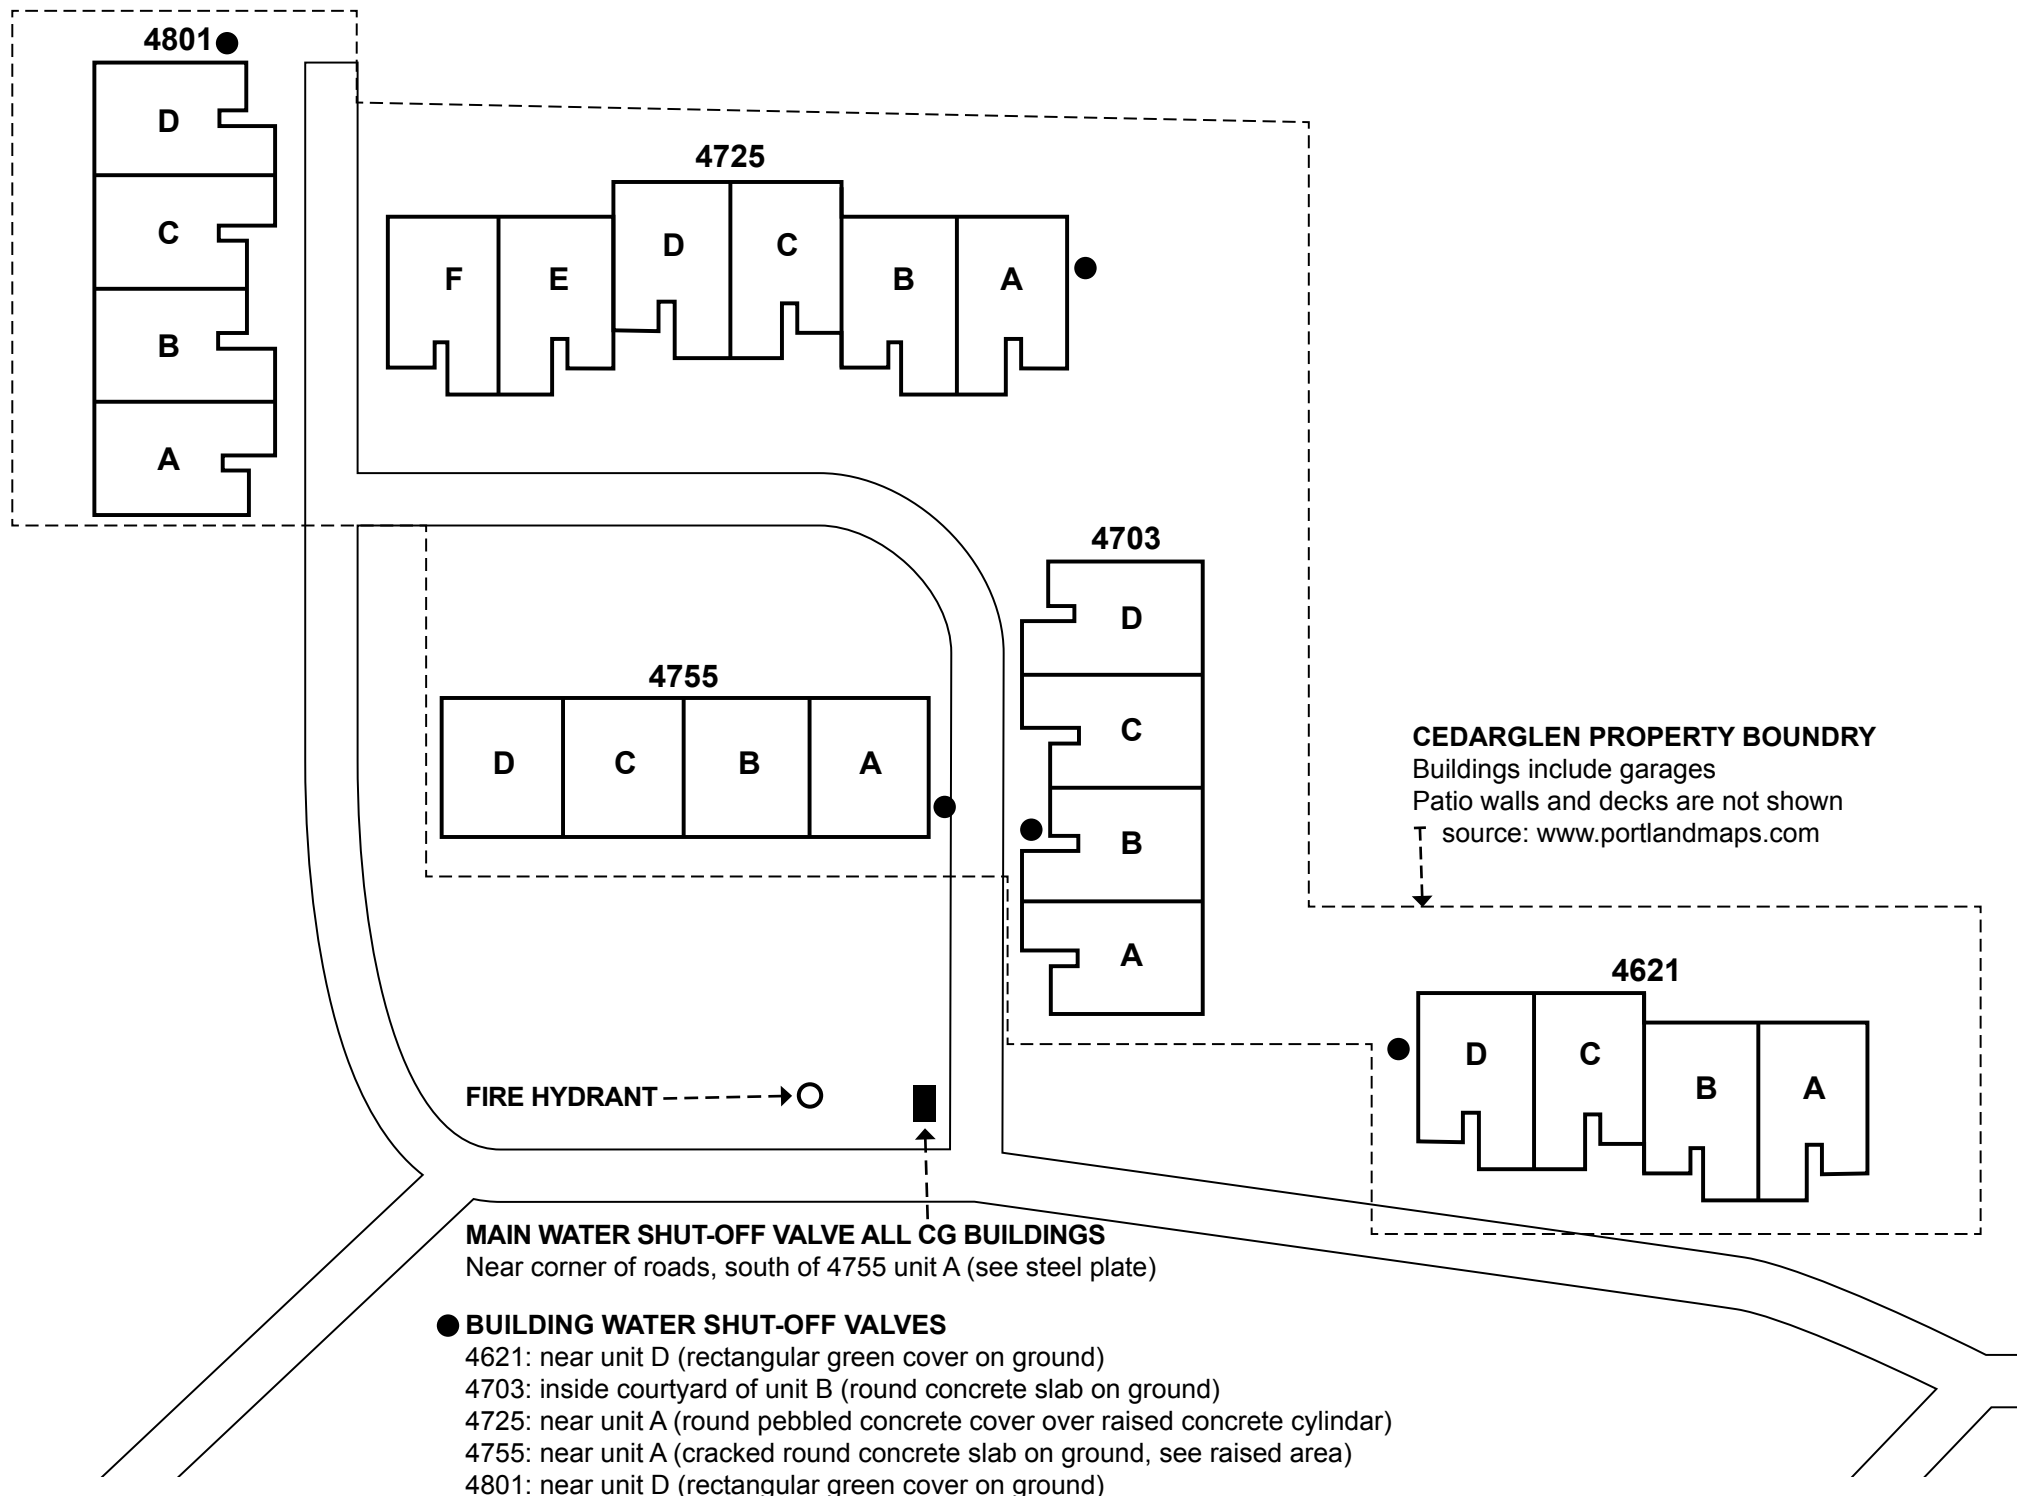 4801
D
C
B
A
4725
F E D C B A
4703
D
C
B
A
4755
D C B A
CEDARGLEN PROPERTY BOUNDRY
Buildings include garages
Patio walls and decks are not shown
source: www.portlandmaps.com
4621
D C B A
FIRE HYDRANT
MAIN WATER SHUT-OFF VALVE ALL CG BUILDINGS
Near corner of roads, south of 4755 unit A (see steel plate)
BUILDING WATER SHUT-OFF VALVES
4621: near unit D (rectangular green cover on ground)
4703: inside courtyard of unit B (round concrete slab on ground)
4725: near unit A (round pebbled concrete cover over raised concrete cylindar)
4755: near unit A (cracked round concrete slab on ground, see raised area)
4801: near unit D (rectangular green cover on ground)